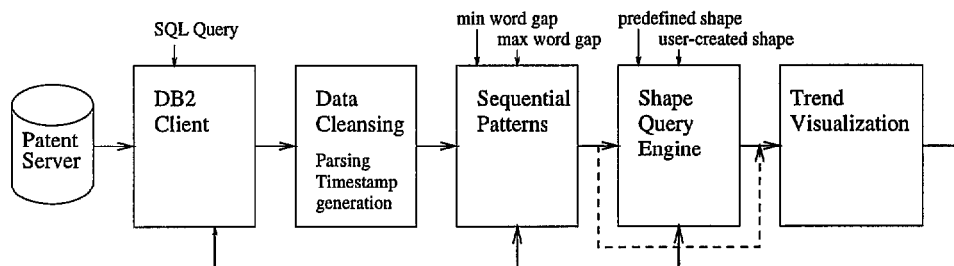 min word gap
max word gap
predefined shape
user-created shape
SQL Query
Patent
Server
DB2
Client
Data
Cleansing
Parsing
Timestamp
generation
Sequential
Patterns
Shape
Query
Engine
Trend
Visualization